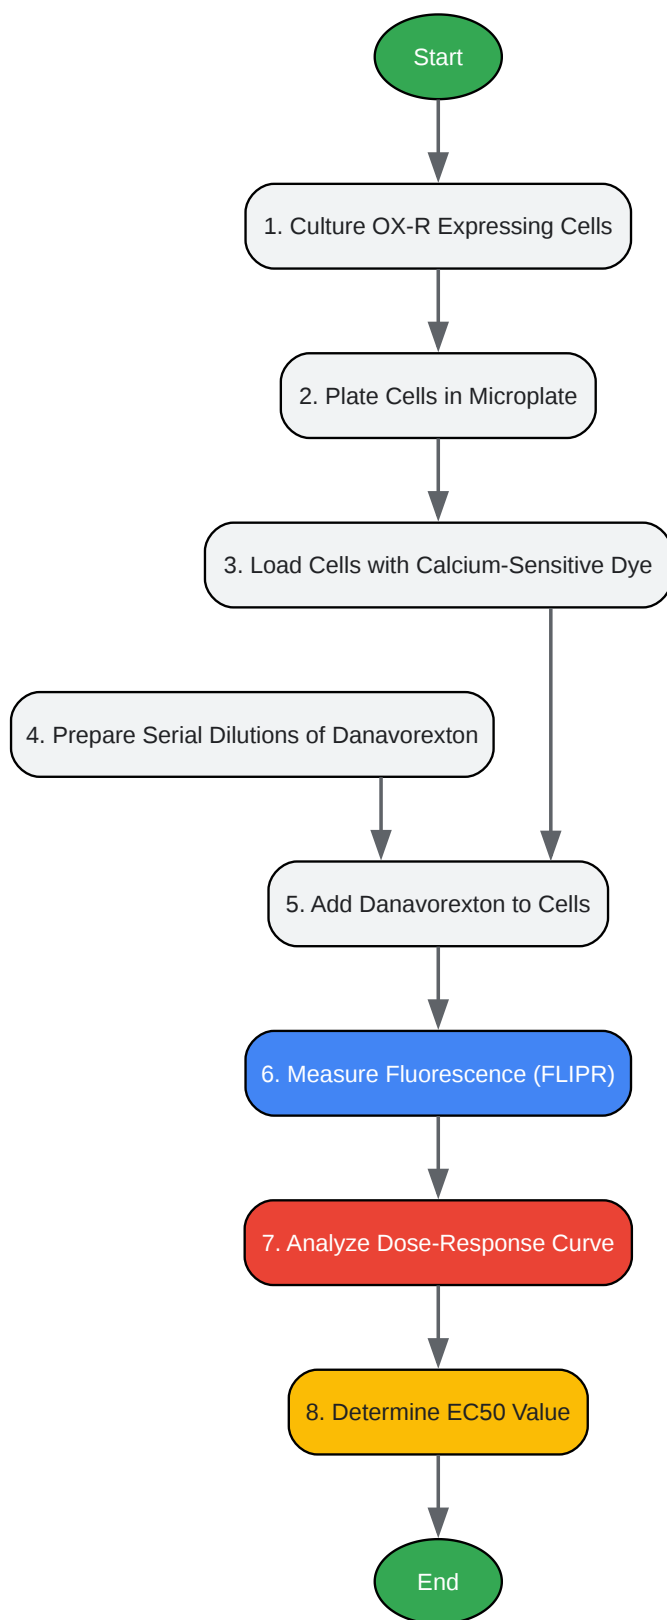 Start
1. Culture OX-R Expressing Cells
2. Plate Cells in Microplate
3. Load Cells with Calcium-Sensitive Dye
4. Prepare Serial Dilutions of Danavorexton
5. Add Danavorexton to Cells
6. Measure Fluorescence (FLIPR)
7. Analyze Dose-Response Curve
8. Determine EC50 Value
End